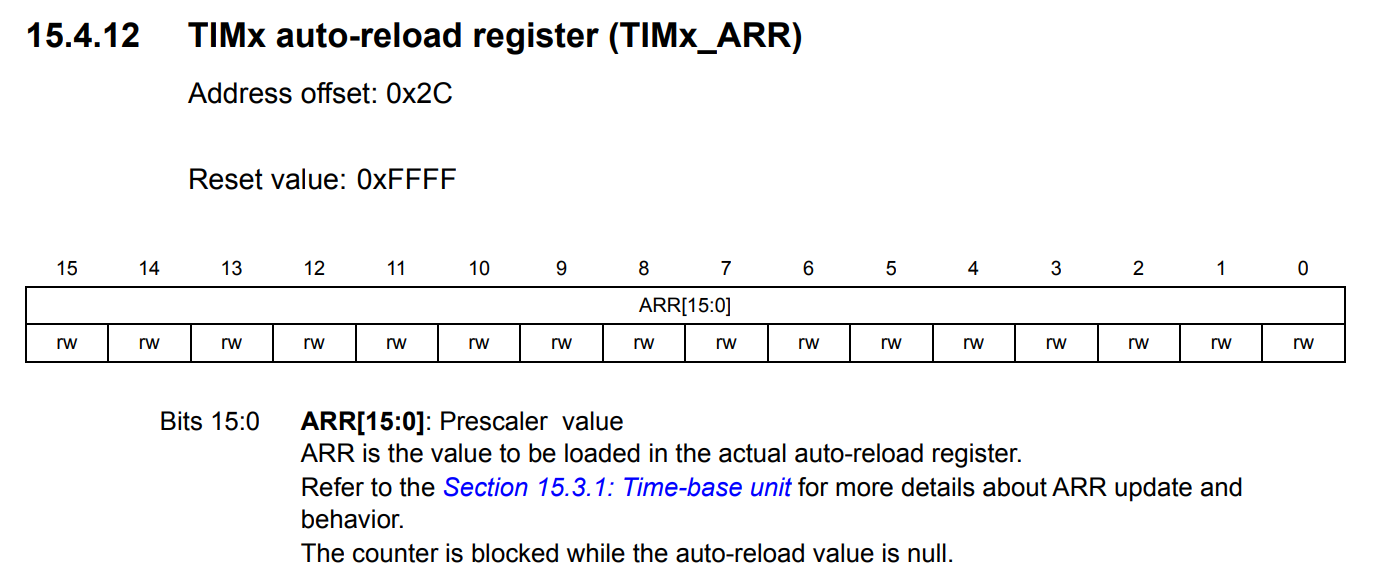 15.4.12 TIMx auto-reload register (TIMx_ARR)
Address offset: 0x2C
Reset value: 0xFFFF
15 14 13 12 11 10 9 8 7 6 5 4 3 2 1 0
ARR[15:0]
rw rw rw rw rw rw rw rw rw rw rw rw rw rw rw rw
Bits 15:0 ARR[15:0]: Prescaler value
ARR is the value to be loaded in the actual auto-reload register.
Refer to the Section 15.3.1: Time-base unit for more details about ARR update and
behavior.
The counter is blocked while the auto-reload value is null.